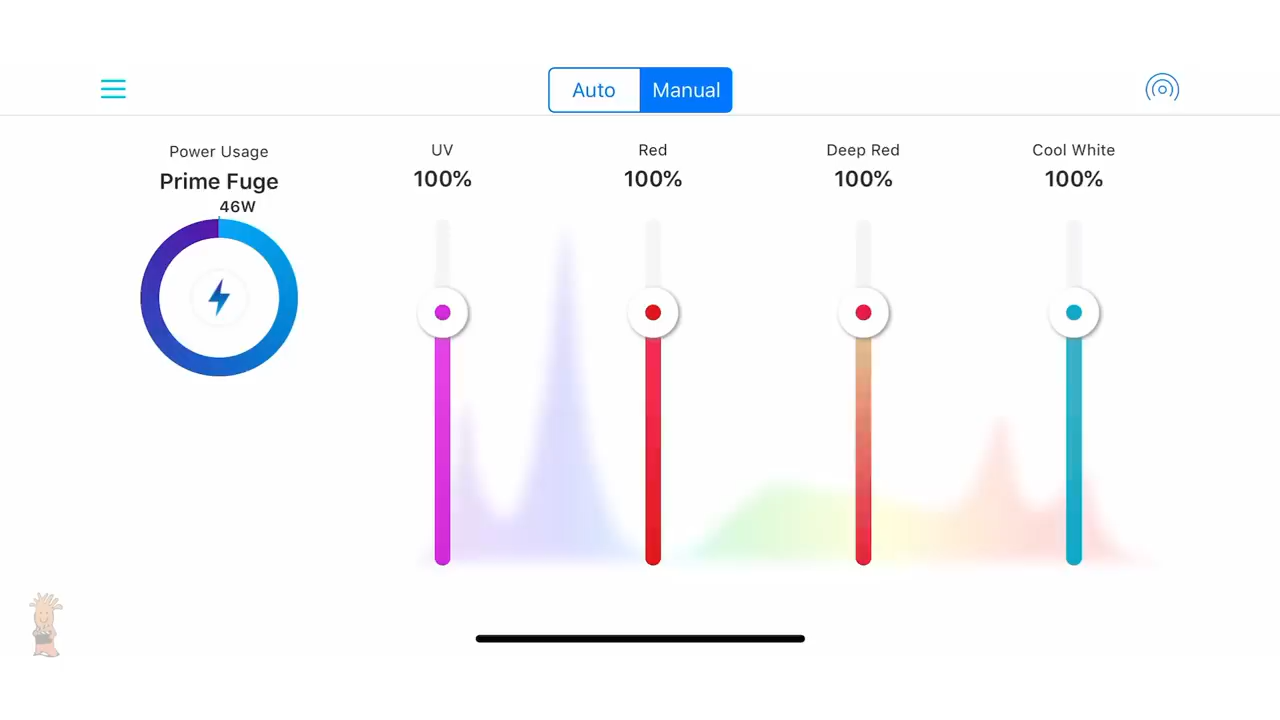 Auto
Manual
Power Usage
Prime Fuge
46W
UV
100%
Red
100%
Deep Red
100%
Cool White
100%